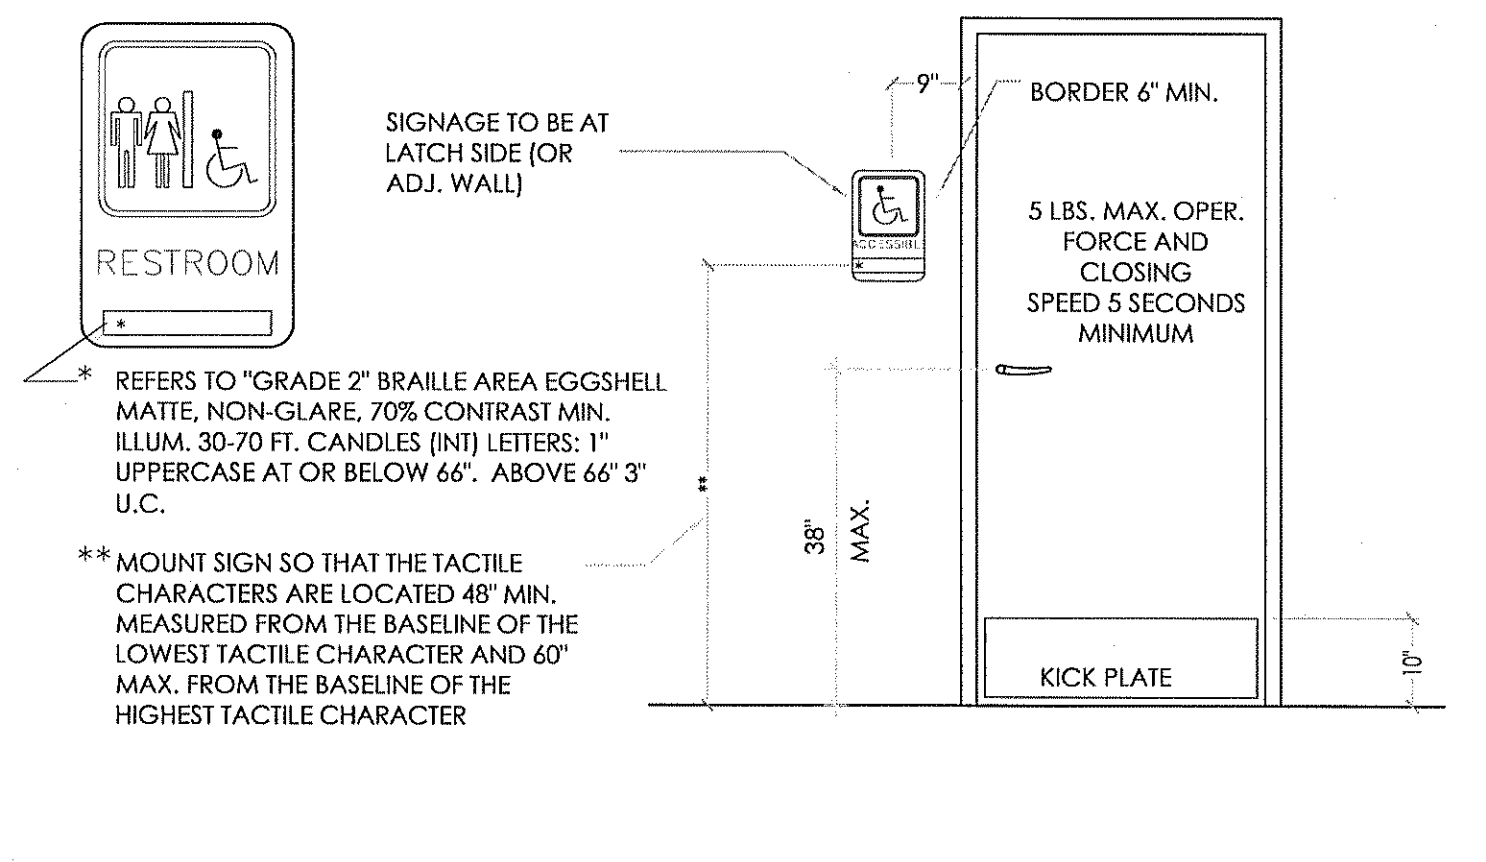 RESTROOM
*
* REFERS TO "GRADE 2" BRAILLE AREA EGGSHELL
MATTE, NON-GLARE, 70% CONTRAST MIN.
ILLUM. 30-70 FT. CANDLES (INT) LETTERS: 1"
UPPERCASE AT OR BELOW 66". ABOVE 66" 3"
U.C.
** MOUNT SIGN SO THAT THE TACTILE
CHARACTERS ARE LOCATED 48" MIN.
MEASURED FROM THE BASELINE OF THE
LOWEST TACTILE CHARACTER AND 60"
MAX. FROM THE BASELINE OF THE
HIGHEST TACTILE CHARACTER
SIGNAGE TO BE AT
LATCH SIDE (OR
ADJ. WALL)
9"
BORDER 6" MIN.
ACCESSIBL
*
**
38"
MAX.
5 LBS. MAX. OPER.
FORCE AND
CLOSING
SPEED 5 SECONDS
MINIMUM
KICK PLATE
10"